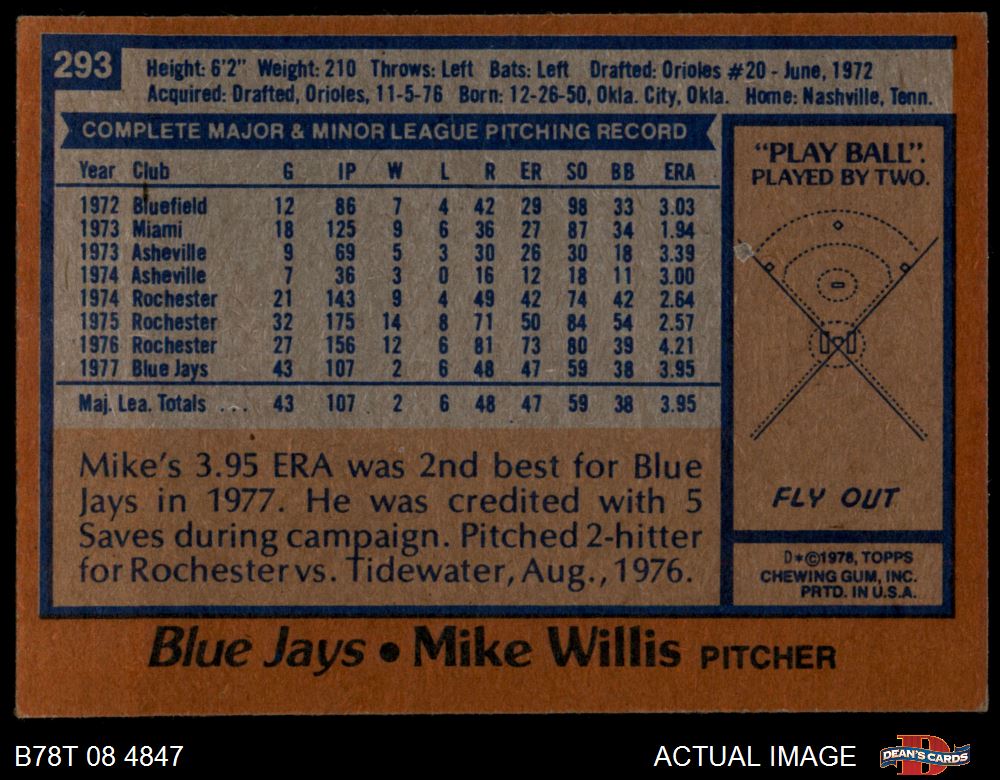 293
Height: 6'2" Weight: 210 Throws: Left Bats: Left Drafted: Orioles #20 - June, 1972
Acquired: Drafted, Orioles, 11-5-76 Born: 12-26-50, Okla. City, Okla. Home: Nashville, Tenn.
COMPLETE MAJOR & MINOR LEAGUE PITCHING RECORD
Year Club G IP W L R ER SO BB ERA
1972 Bluefield 12 86 7 4 42 29 98 33 3.03
1973 Miami 18 125 9 6 36 27 87 34 1.94
1973 Asheville 9 69 5 3 30 26 30 18 3.39
1974 Asheville 7 36 3 0 16 12 18 11 3.00
1974 Rochester 21 143 9 4 49 42 74 42 2.64
1975 Rochester 32 175 14 8 71 50 84 54 2.57
1976 Rochester 27 156 12 6 81 73 80 39 4.21
1977 Blue Jays 43 107 2 6 48 47 59 38 3.95
Maj. Lea. Totals ... 43 107 2 6 48 47 59 38 3.95
Mike's 3.95 ERA was 2nd best for Blue
Jays in 1977. He was credited with 5
Saves during campaign. Pitched 2-hitter
for Rochester vs. Tidewater, Aug., 1976.
"PLAY BALL".
PLAYED BY TWO.
FLY OUT
D*©1978, TOPPS
CHEWING GUM, INC.
PRTD. IN U.S.A.
Blue Jays • Mike Willis PITCHER
B78T 08 4847
ACTUAL IMAGE
DEAN'S CARDS